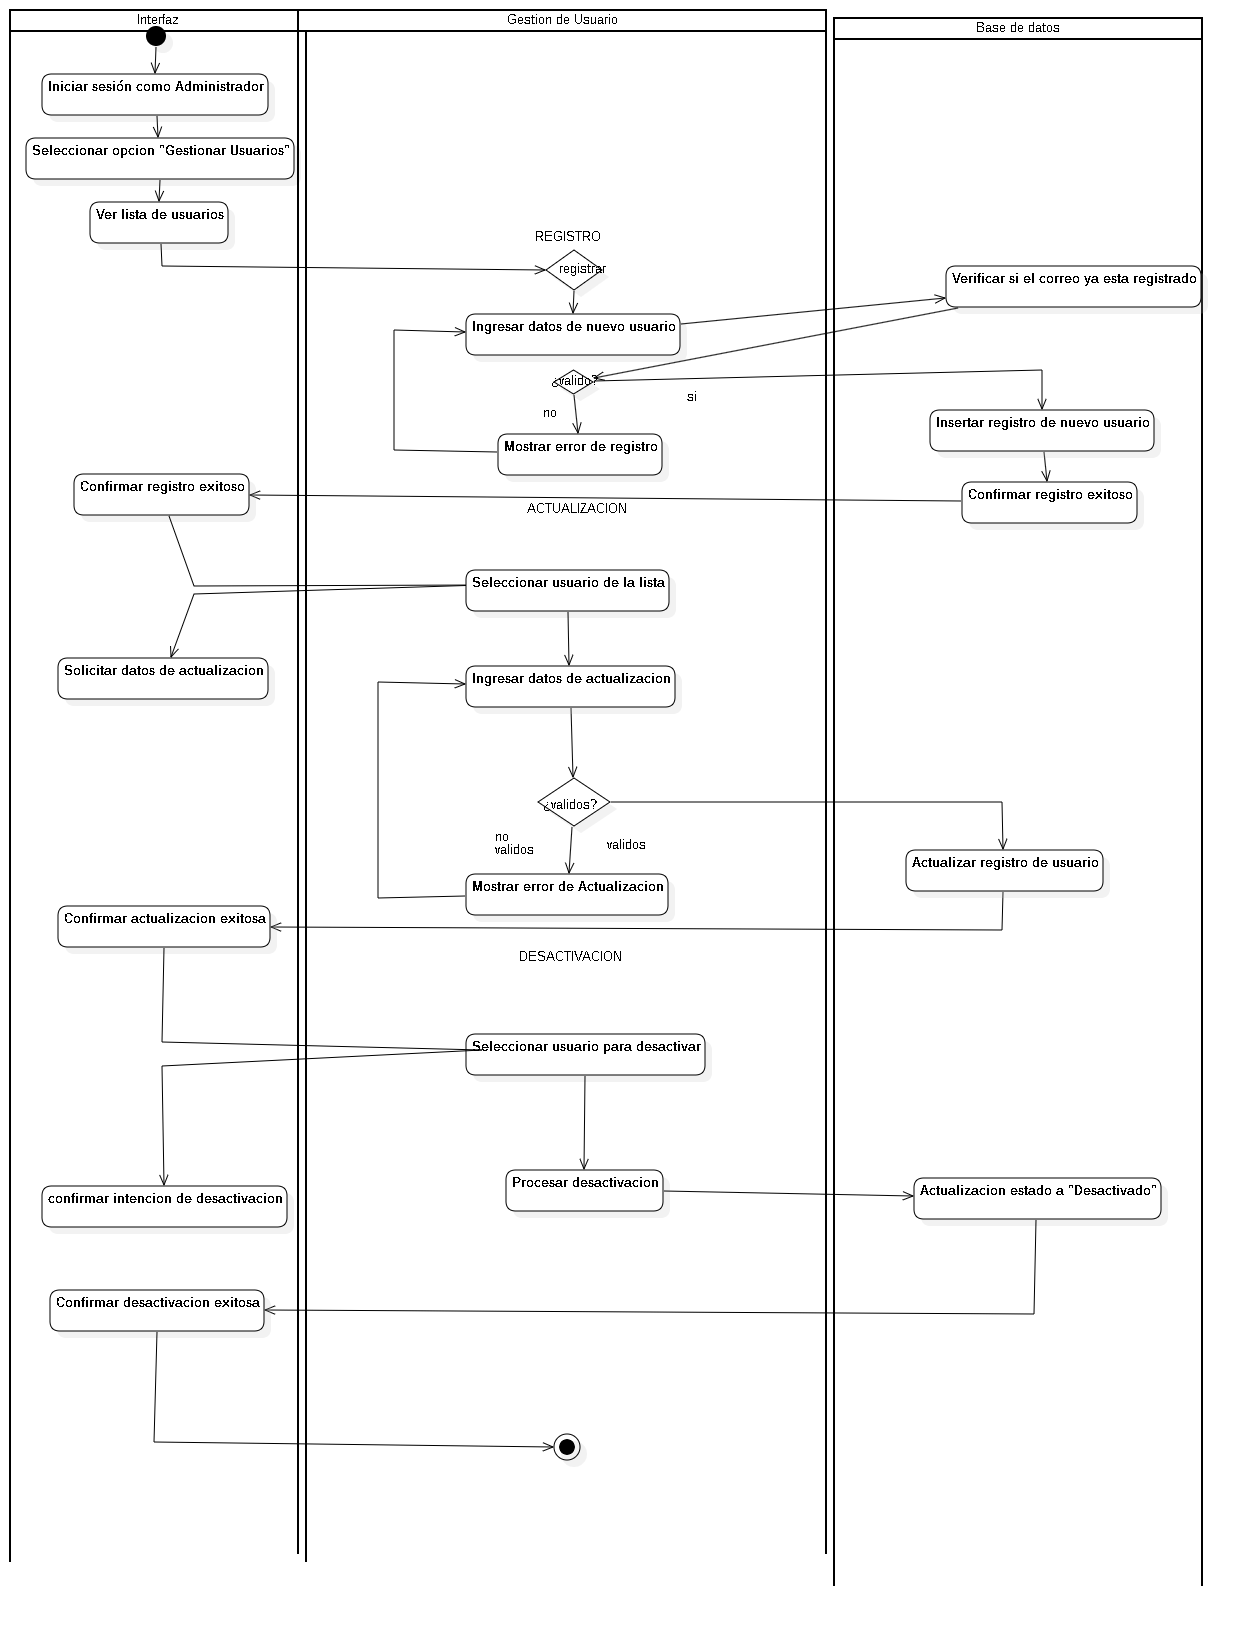 Interfaz
Gestion de Usuario
Base de datos
Iniciar sesión como Administrador
Seleccionar opcion "Gestionar Usuarios"
Ver lista de usuarios
REGISTRO
registrar
Verificar si el correo ya esta registrado
Ingresar datos de nuevo usuario
¿valido?
si
no
Insertar registro de nuevo usuario
Mostrar error de registro
Confirmar registro exitoso
Confirmar registro exitoso
ACTUALIZACION
Seleccionar usuario de la lista
Solicitar datos de actualizacion
Ingresar datos de actualizacion
¿validos?
no
validos
validos
Actualizar registro de usuario
Mostrar error de Actualizacion
Confirmar actualizacion exitosa
DESACTIVACION
Seleccionar usuario para desactivar
Procesar desactivacion
Actualizacion estado a "Desactivado"
confirmar intencion de desactivacion
Confirmar desactivacion exitosa